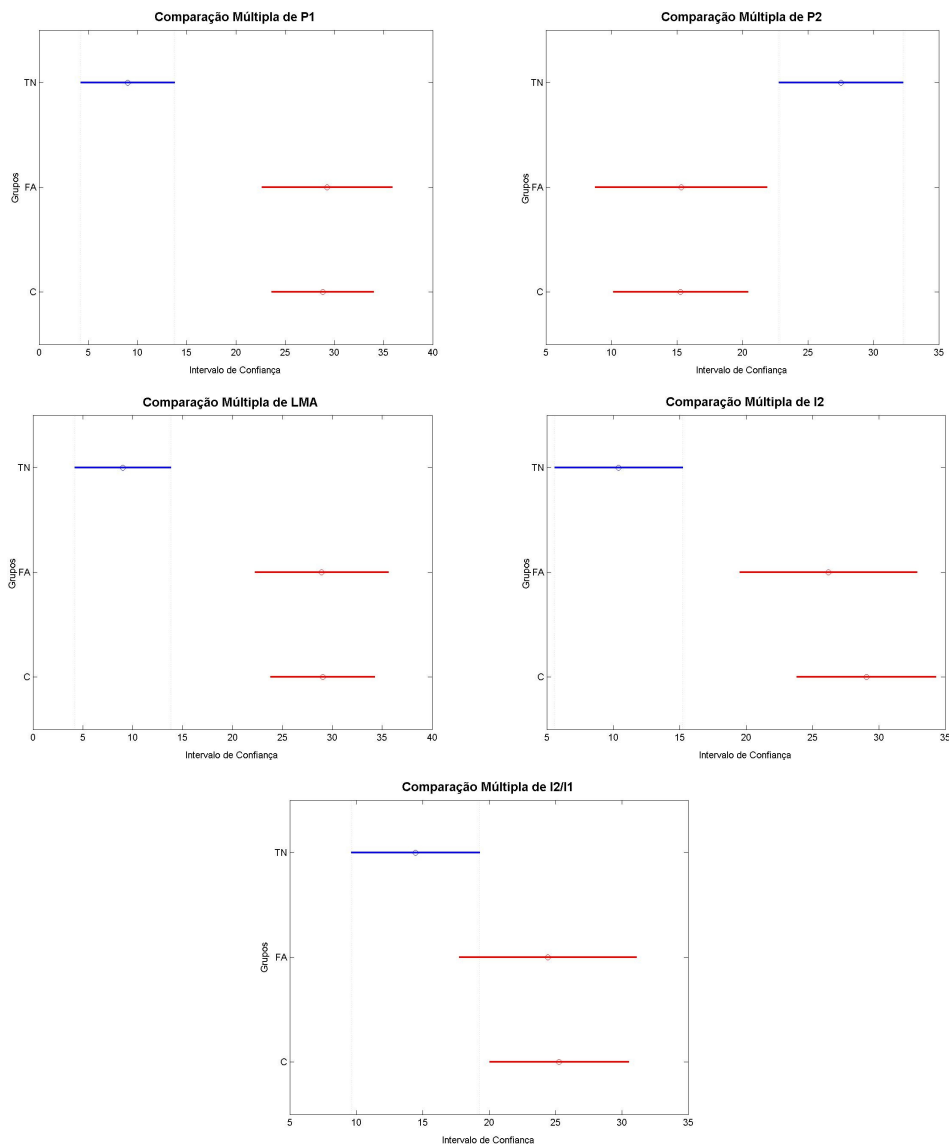 Comparação Múltipla de P1
TN
FA
C
Grupos
0 5 10 15 20 25 30 35 40
Intervalo de Confiança
Comparação Múltipla de P2
TN
FA
C
Grupos
5 10 15 20 25 30 35
Intervalo de Confiança
Comparação Múltipla de LMA
TN
FA
C
Grupos
0 5 10 15 20 25 30 35 40
Intervalo de Confiança
Comparação Múltipla de I2
TN
FA
C
Grupos
5 10 15 20 25 30 35
Intervalo de Confiança
Comparação Múltipla de I2/I1
TN
FA
C
Grupos
5 10 15 20 25 30 35
Intervalo de Confiança